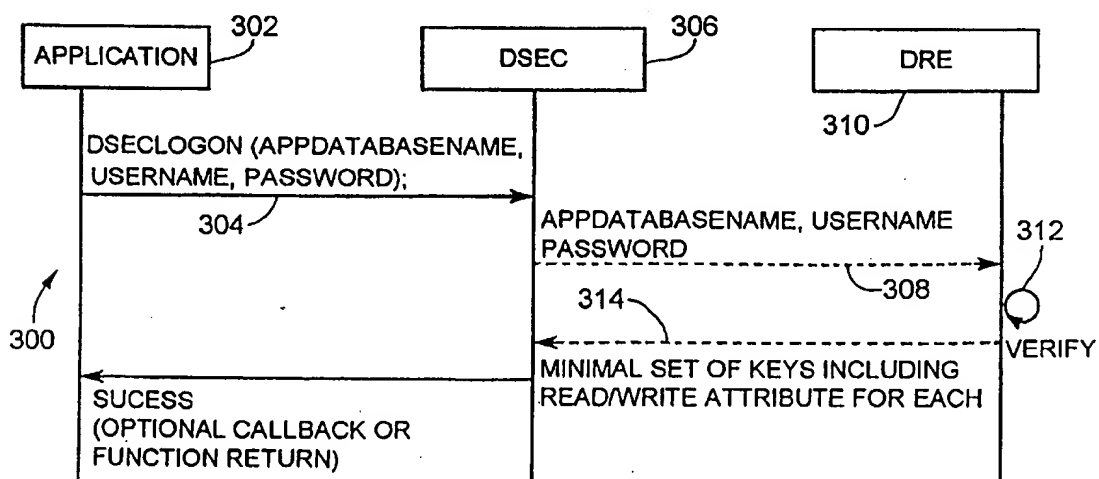 302
306
APPLICATION
DSEC
DRE
310
DSECLOGON (APPDATABASENAME,
USERNAME, PASSWORD);
304
APPDATABASENAME, USERNAME
PASSWORD
312
308
314
300
VERIFY
MINIMAL SET OF KEYS INCLUDING
READ/WRITE ATTRIBUTE FOR EACH
SUCESS
(OPTIONAL CALLBACK OR
FUNCTION RETURN)